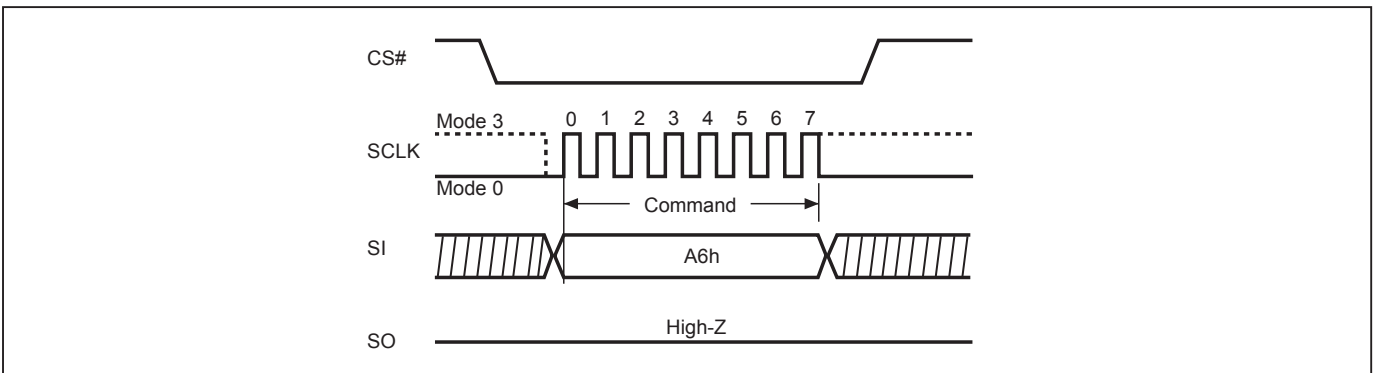 CS#
Mode 3
0 1 2 3 4 5 6 7
SCLK
Mode 0
Command
SI
A6h
High-Z
SO